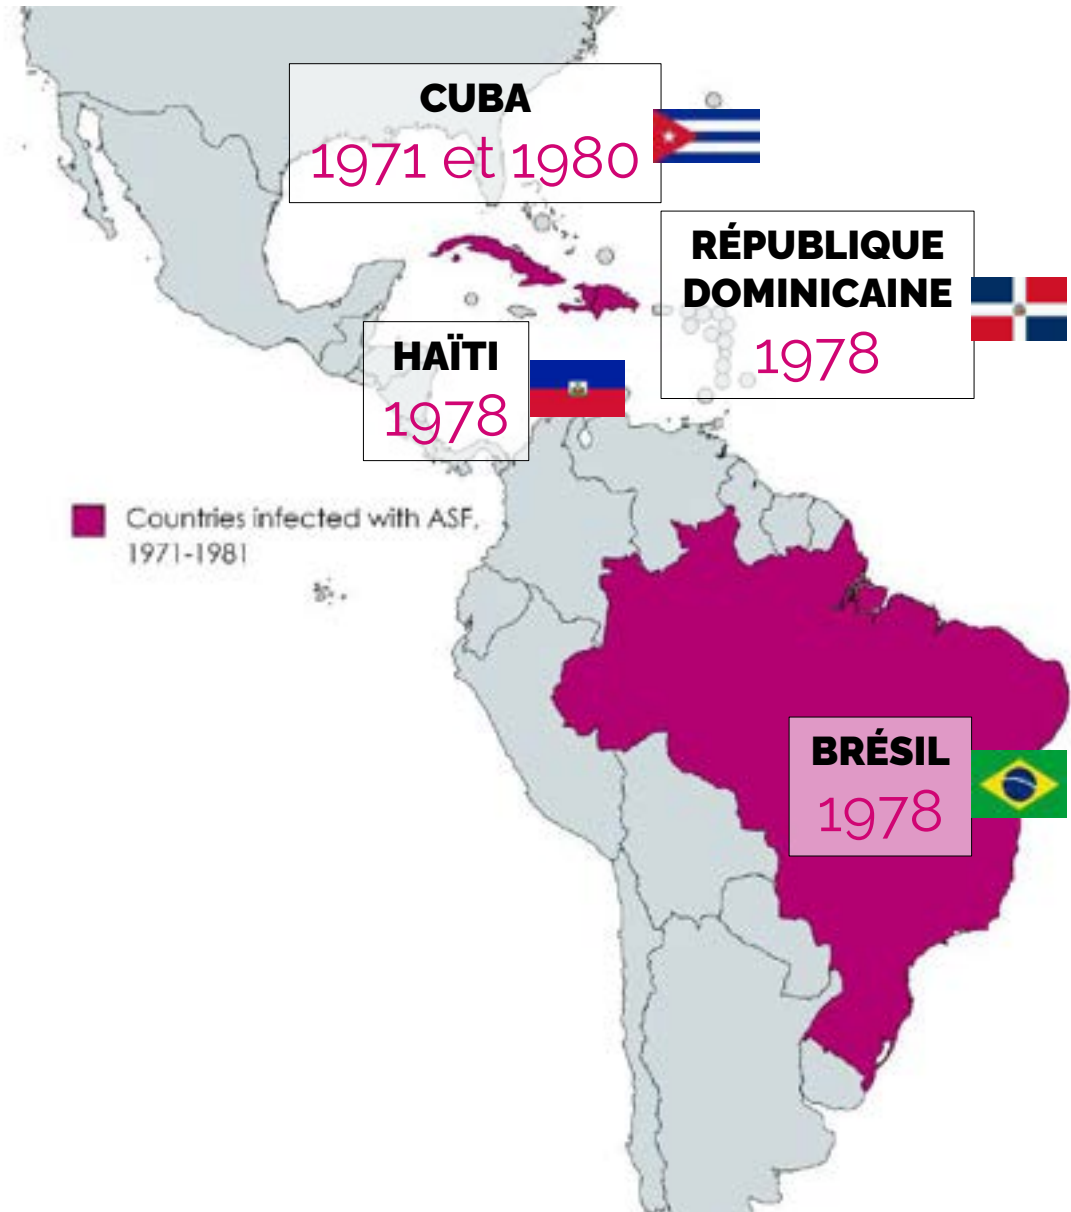 CUBA
1971 et 1980
RÉPUBLIQUE
DOMINICAINE
1978
HAÏTI
1978
Countries infected with ASF,
1971-1981
BRÉSIL
1978